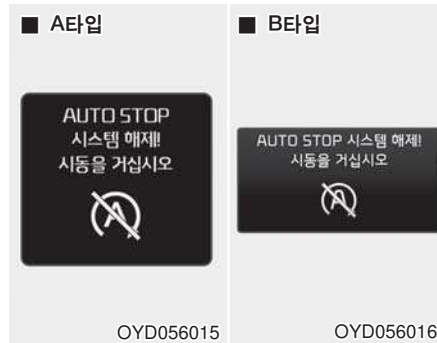 ■ A타입
AUTO STOP
시스템 해제!
시동을 거십시오
A
OYD056015
■ B타입
AUTO STOP 시스템 해제!
시동을 거십시오
A
OYD056016